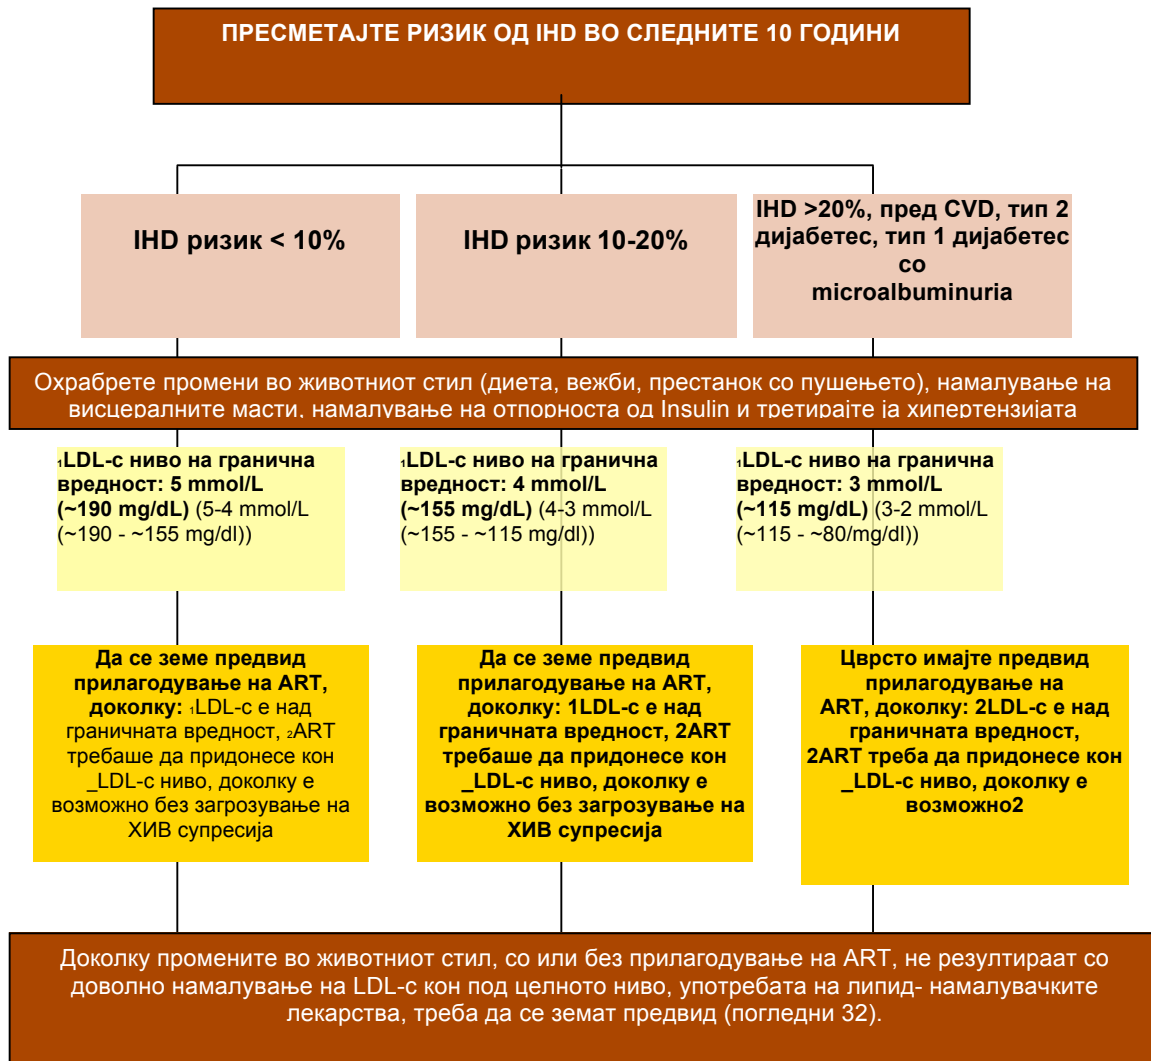 ПРЕСМЕТАЈТЕ РИЗИК ОД IHD ВО СЛЕДНИТЕ 10 ГОДИНИ
IHD ризик < 10%
IHD ризик 10-20%
IHD >20%, пред CVD, тип 2
дијабетес, тип 1 дијабетес
со
microalbuminuria
Охрабрете промени во животниот стил (диета, вежби, престанок со пушењето), намалување на
висцералните масти, намалување на отпорноста од Insulin и третирајте ја хипертензијата
1LDL-c ниво на гранична
вредност: 5 mmol/L
(~190 mg/dL) (5-4 mmol/L
(~190 - ~155 mg/dl))
1LDL-c ниво на гранична
вредност: 4 mmol/L
(~155 mg/dL) (4-3 mmol/L
(~155 - ~115 mg/dl))
1LDL-c ниво на гранична
вредност: 3 mmol/L
(~115 mg/dL) (3-2 mmol/L
(~115 - ~80/mg/dl))
Да се земе предвид
прилагодување на ART,
доколку: 1LDL-c е над
граничната вредност, 2ART
требаше да придонесе кон
_LDL-c ниво, доколку е
возможно без загрозување на
ХИВ супресија
Да се земе предвид
прилагодување на ART,
доколку: 1LDL-c е над
граничната вредност, 2ART
требаше да придонесе кон
_LDL-c ниво, доколку е
возможно без загрозување на
ХИВ супресија
Цврсто имајте предвид
прилагодување на
ART, доколку: 2LDL-c е над
граничната вредност,
2ART треба да придонесе кон
_LDL-c ниво, доколку е
возможно2
Доколку промените во животниот стил, со или без прилагодување на ART, не резултираат со
доволно намалување на LDL-c кон под целното ниво, употребата на липид- намалувачките
лекарства, треба да се земат предвид (погледни 32).